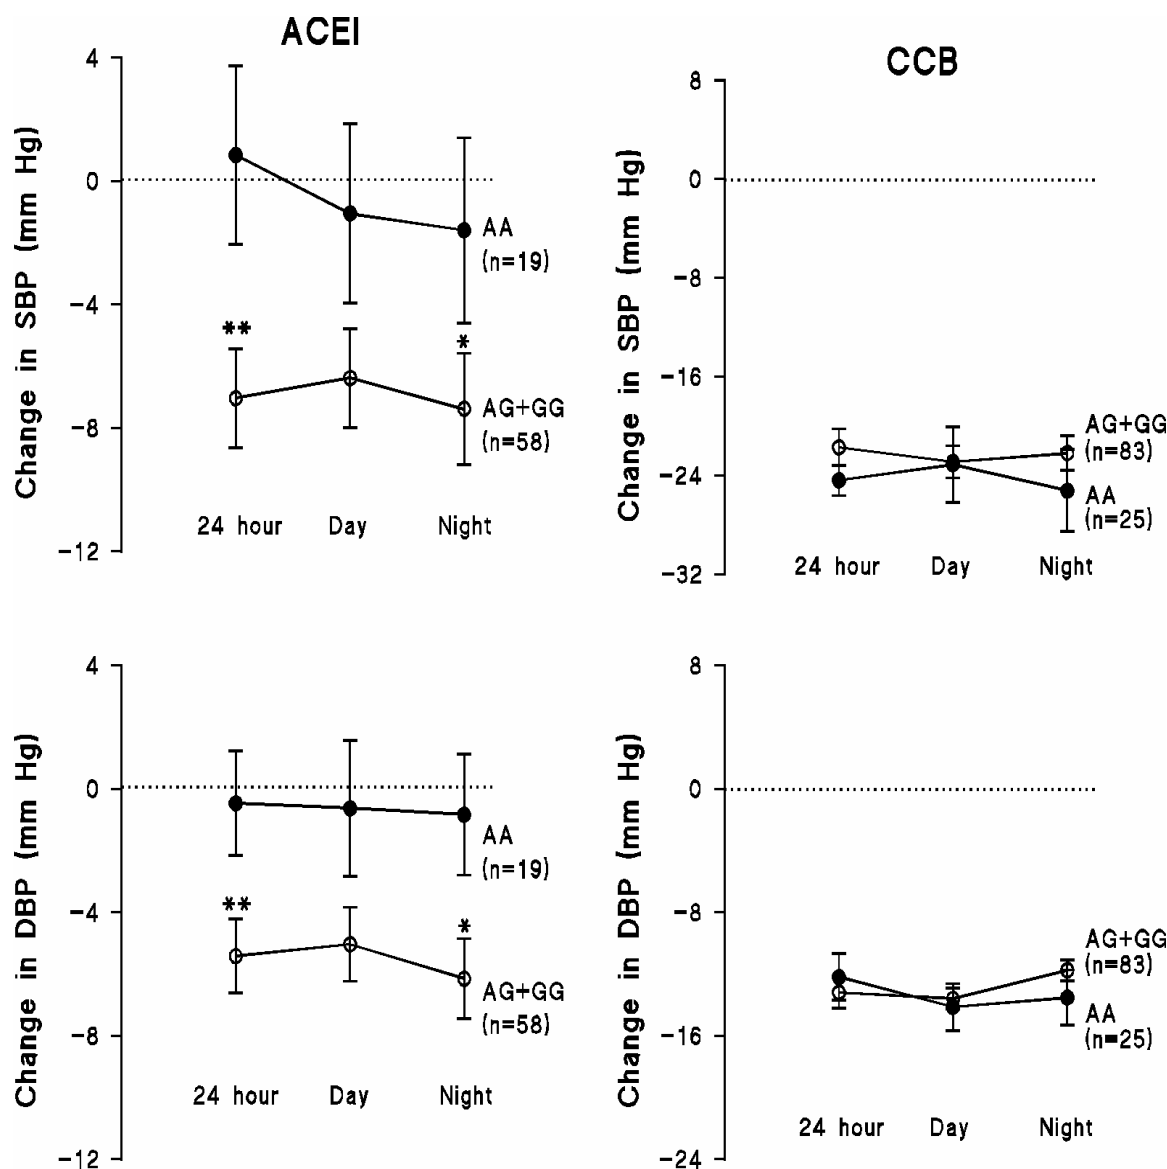 ACEI
4
0
-4
-8
-12
Change in SBP (mm Hg)
AA
(n=19)
**
*
AG+GG
(n=58)
24 hour Day Night
CCB
8
0
-8
-16
-24
-32
Change in SBP (mm Hg)
AG+GG
(n=83)
AA
(n=25)
24 hour Day Night
4
0
-4
-8
-12
Change in DBP (mm Hg)
AA
(n=19)
**
*
AG+GG
(n=58)
24 hour Day Night
8
0
-8
-16
-24
Change in DBP (mm Hg)
AG+GG
(n=83)
AA
(n=25)
24 hour Day Night